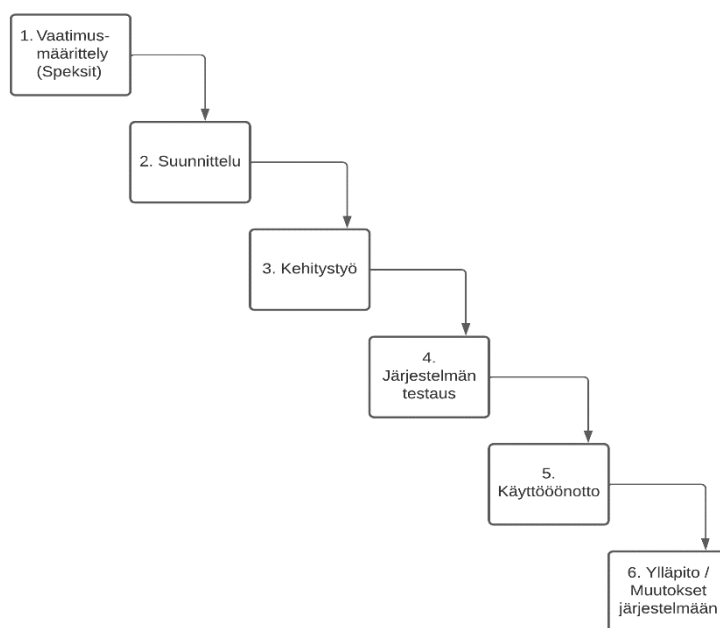 1. Vaatimus-
määrittely
(Speksit)
2. Suunnittelu
3. Kehitystyö
4.
Järjestelmän
testaus
5.
Käyttööönotto
6. Ylläpito /
Muutokset
järjestelmään